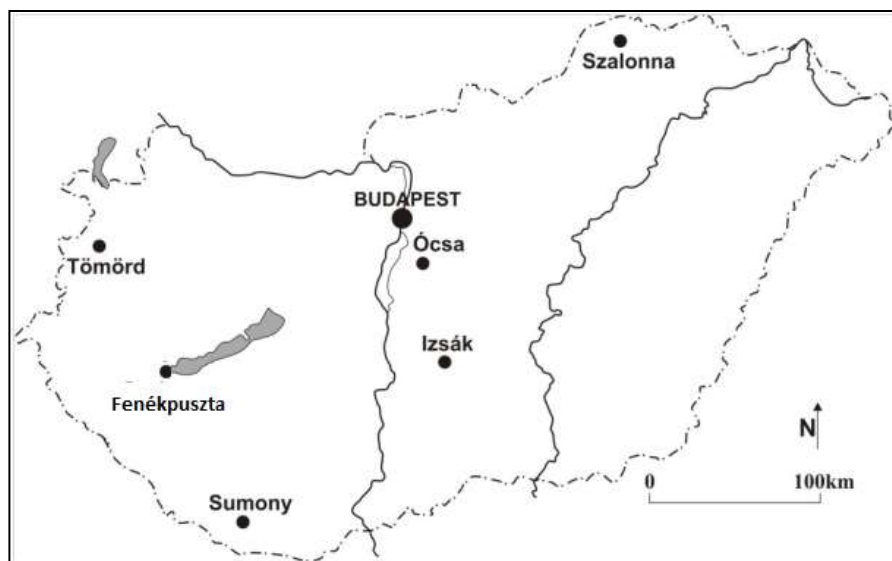 Szalonna
BUDAPEST
Ócsa
Tömörd
Izsák
Fenékpuszta
N
0 100km
Sumony